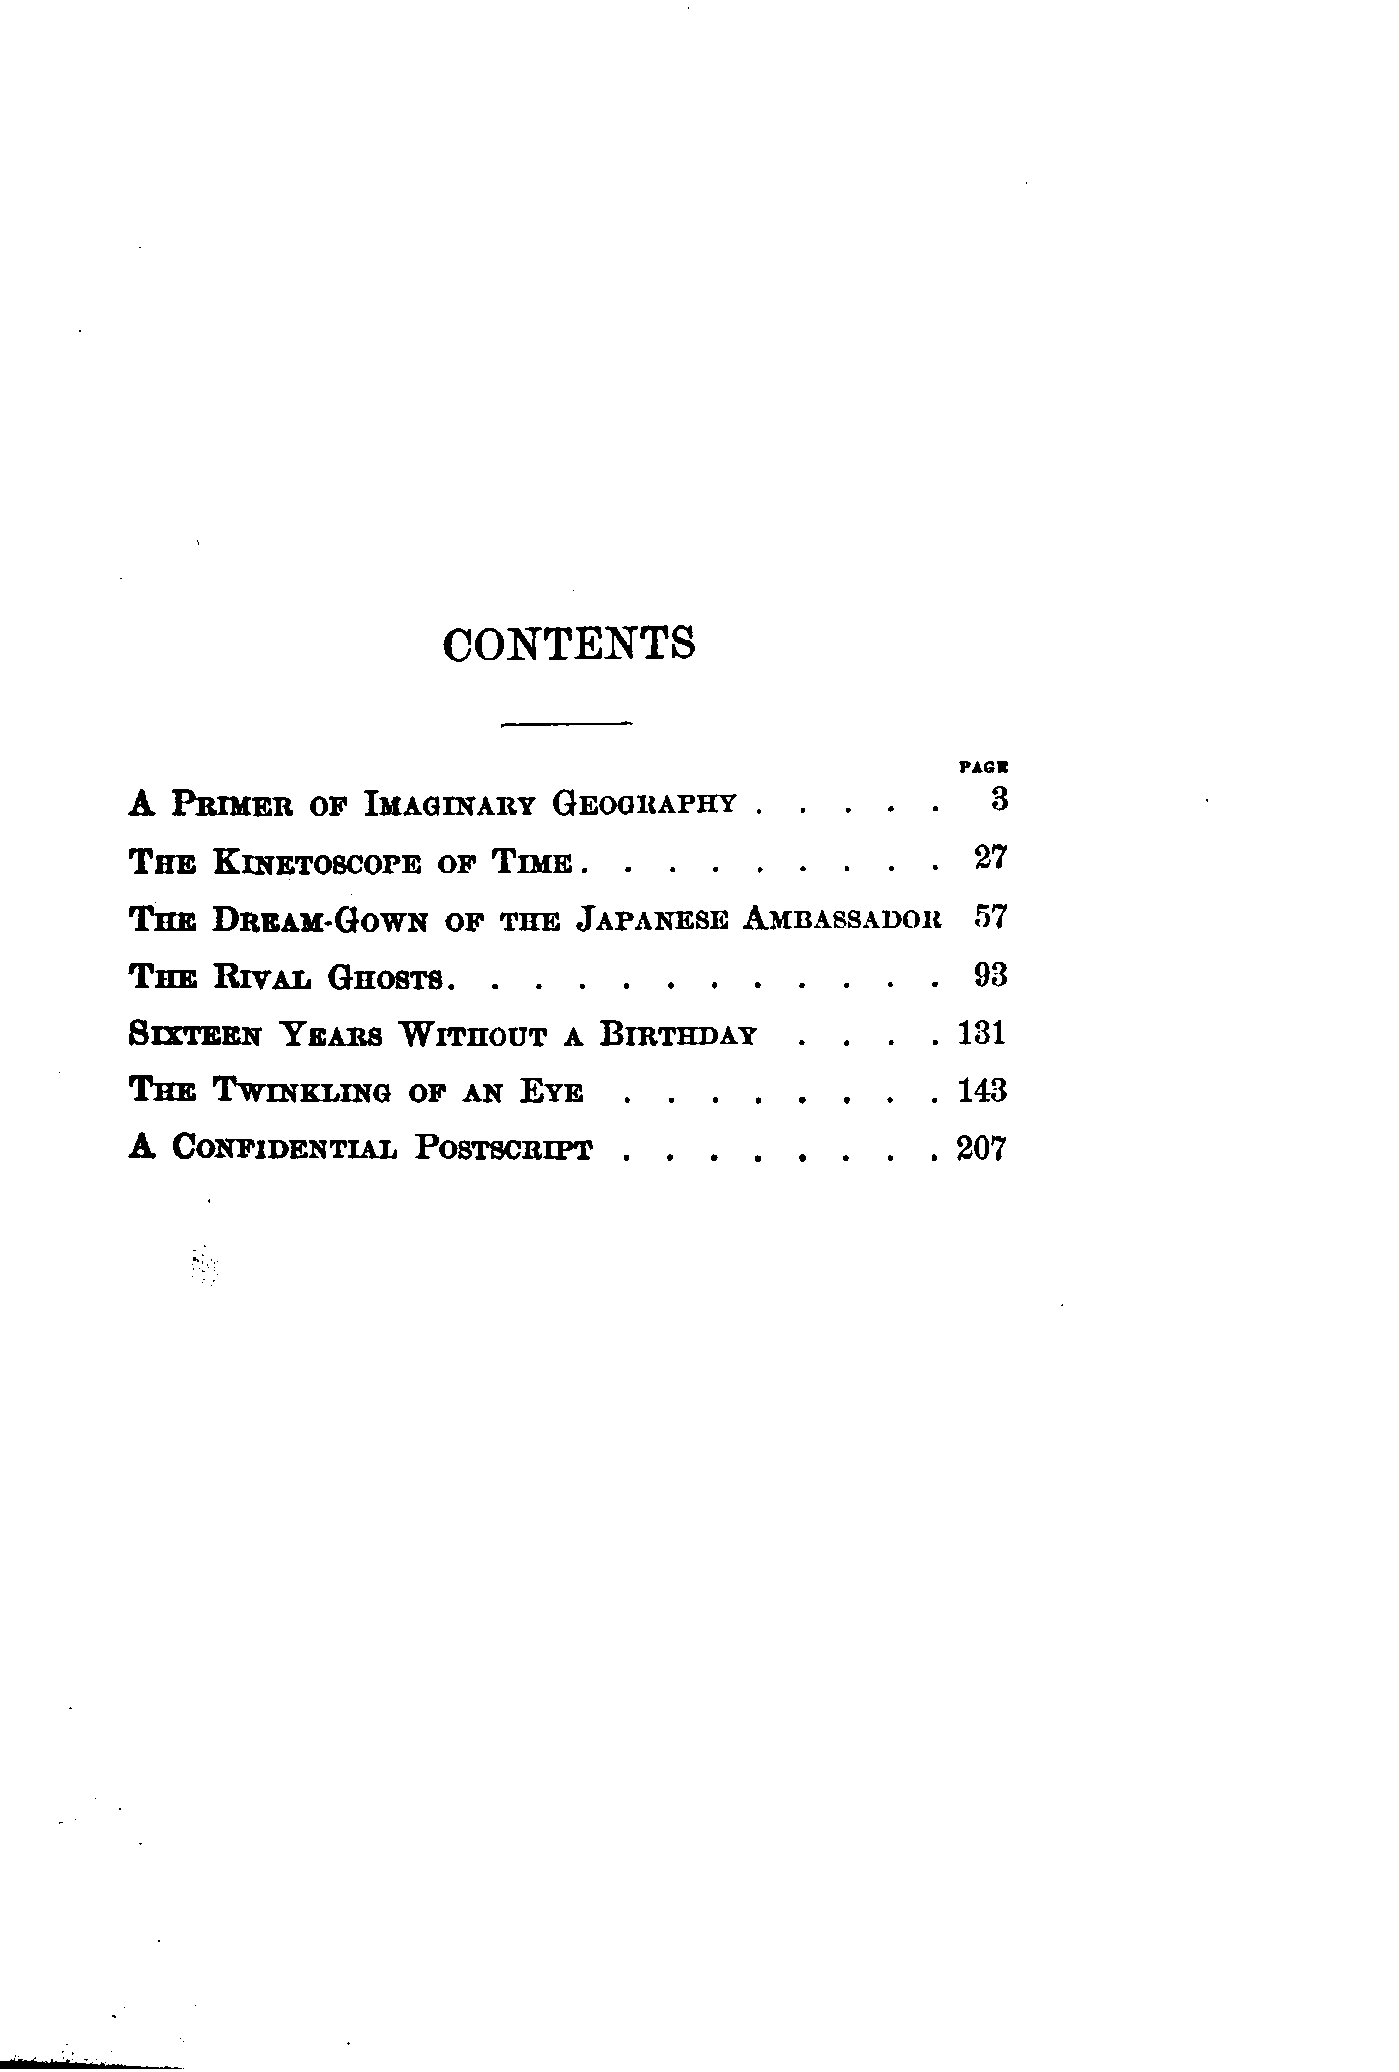 CONTENTS
PAGE
A PRIMER OF IMAGINARY GEOGRAPHY . . . . . 3
THE KINETOSCOPE OF TIME . . . . . . . . . 27
THE DREAM-GOWN OF THE JAPANESE AMBASSADOR 57
THE RIVAL GHOSTS . . . . . . . . . . . . 93
SIXTEEN YEARS WITHOUT A BIRTHDAY . . . . 131
THE TWINKLING OF AN EYE . . . . . . . . 143
A CONFIDENTIAL POSTSCRIPT . . . . . . . . 207